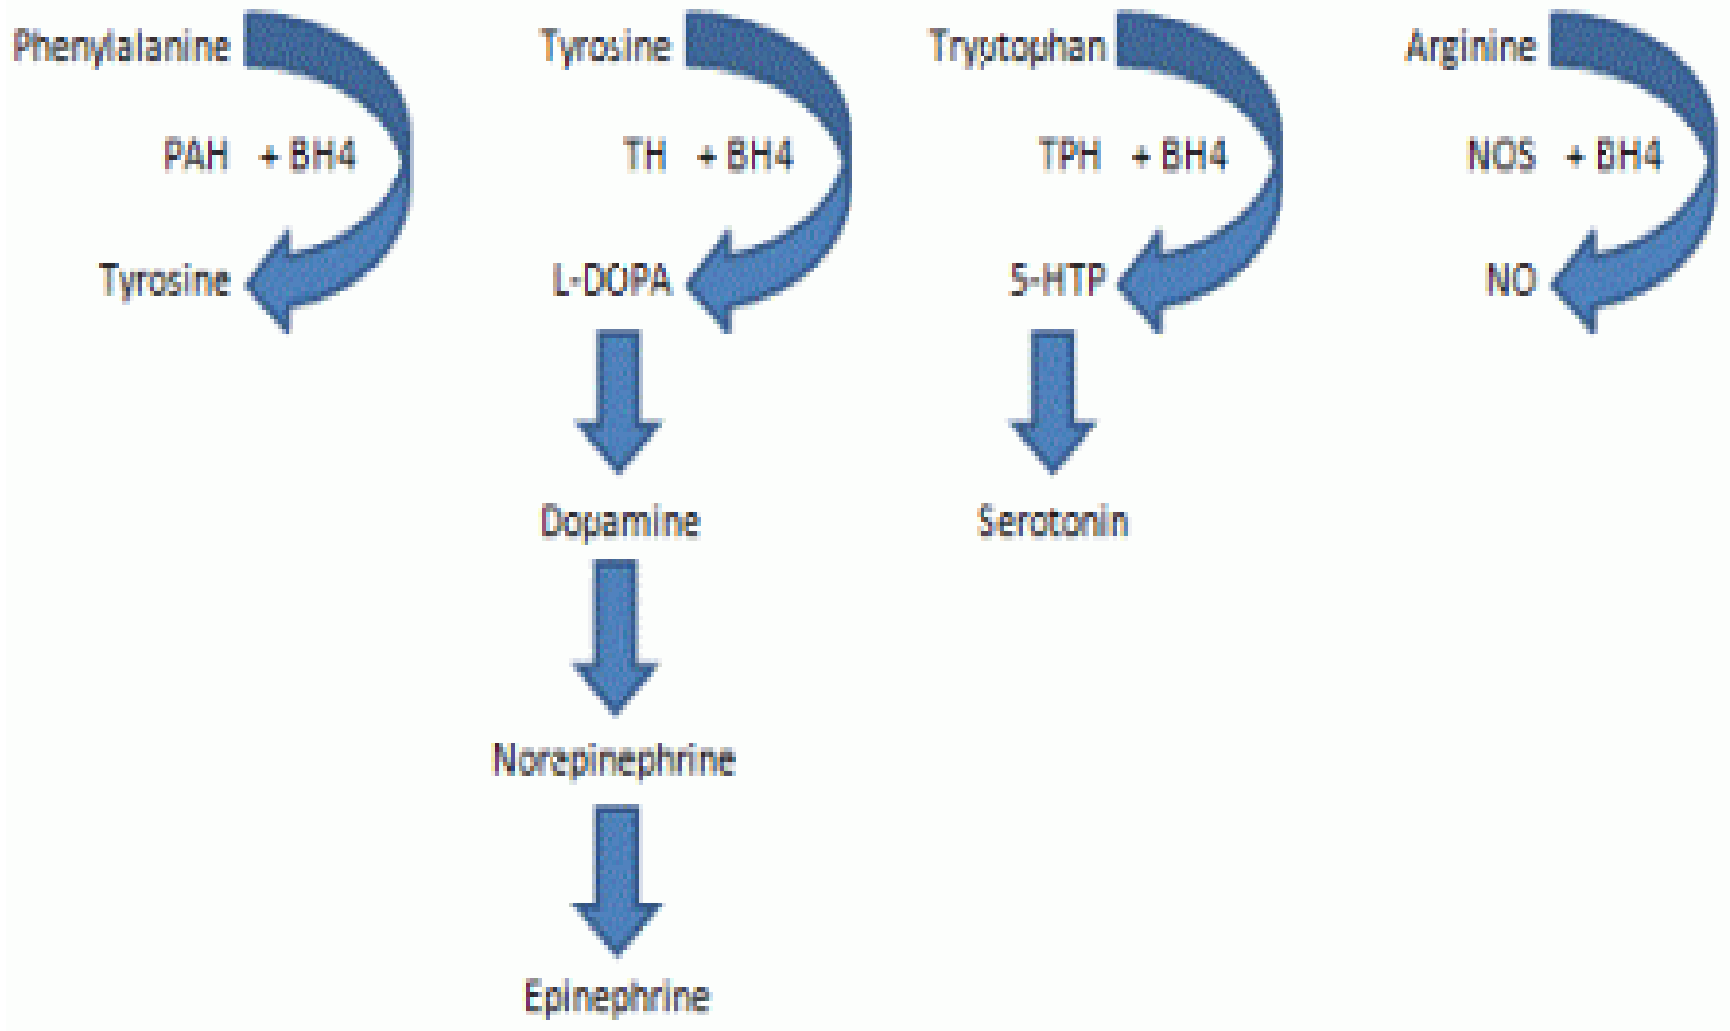 Phenylalanine Tyrosine Tryptophan Arginine
PAH + BH4 TH + BH4 TPH + BH4 NOS + BH4
Tyrosine L-DOPA 5-HTP NO
Dopamine Serotonin
Norepinephrine
Epinephrine